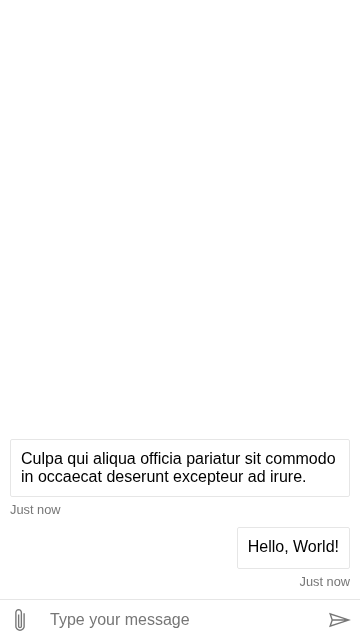 Culpa qui aliqua officia pariatur sit commodo
in occaecat deserunt excepteur ad irure.
Just now
Hello, World!
Just now
Type your message